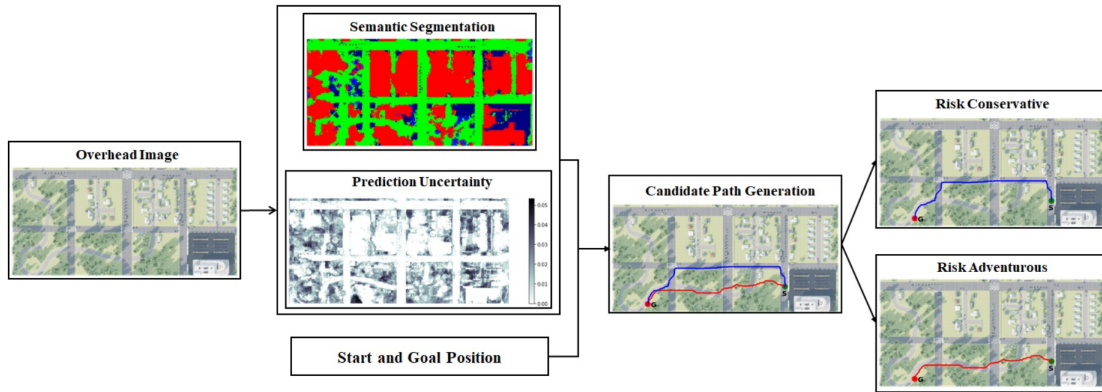 Semantic Segmentation
Overhead Image
Prediction Uncertainty
0.05
0.04
0.03
0.02
0.01
0.00
Start and Goal Position
Candidate Path Generation
S
G
Risk Conservative
S
G
Risk Adventurous
S
G